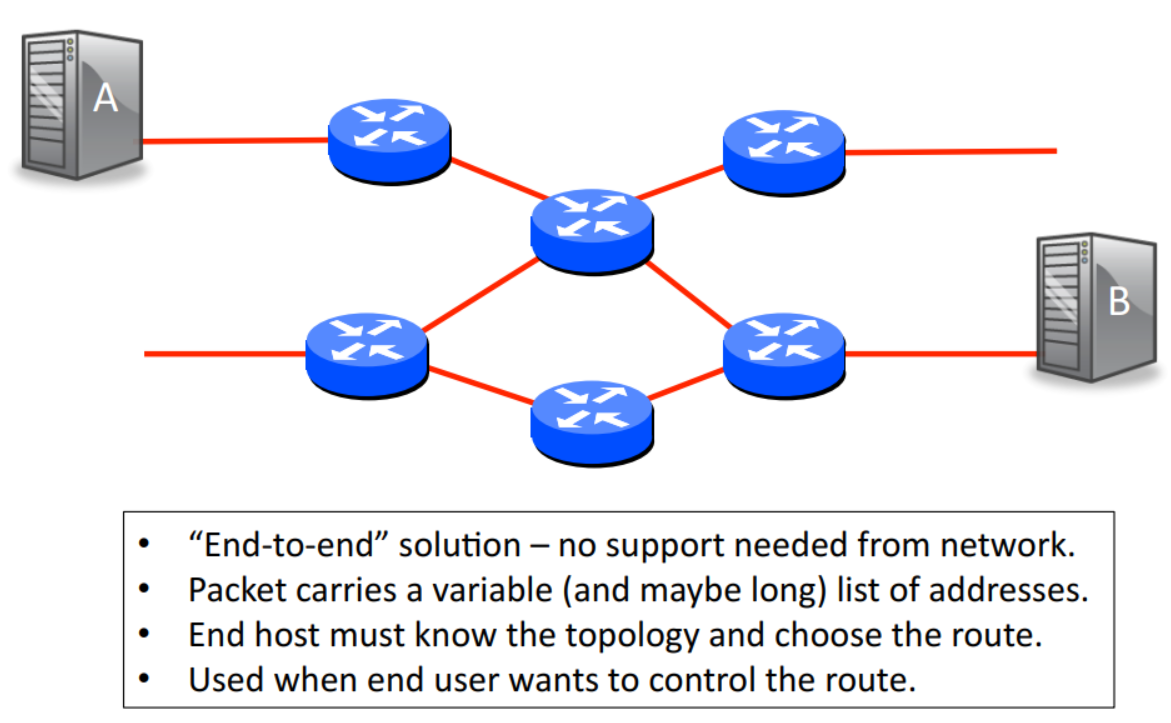 A
B
• “End-to-end” solution – no support needed from network.
• Packet carries a variable (and maybe long) list of addresses.
• End host must know the topology and choose the route.
• Used when end user wants to control the route.